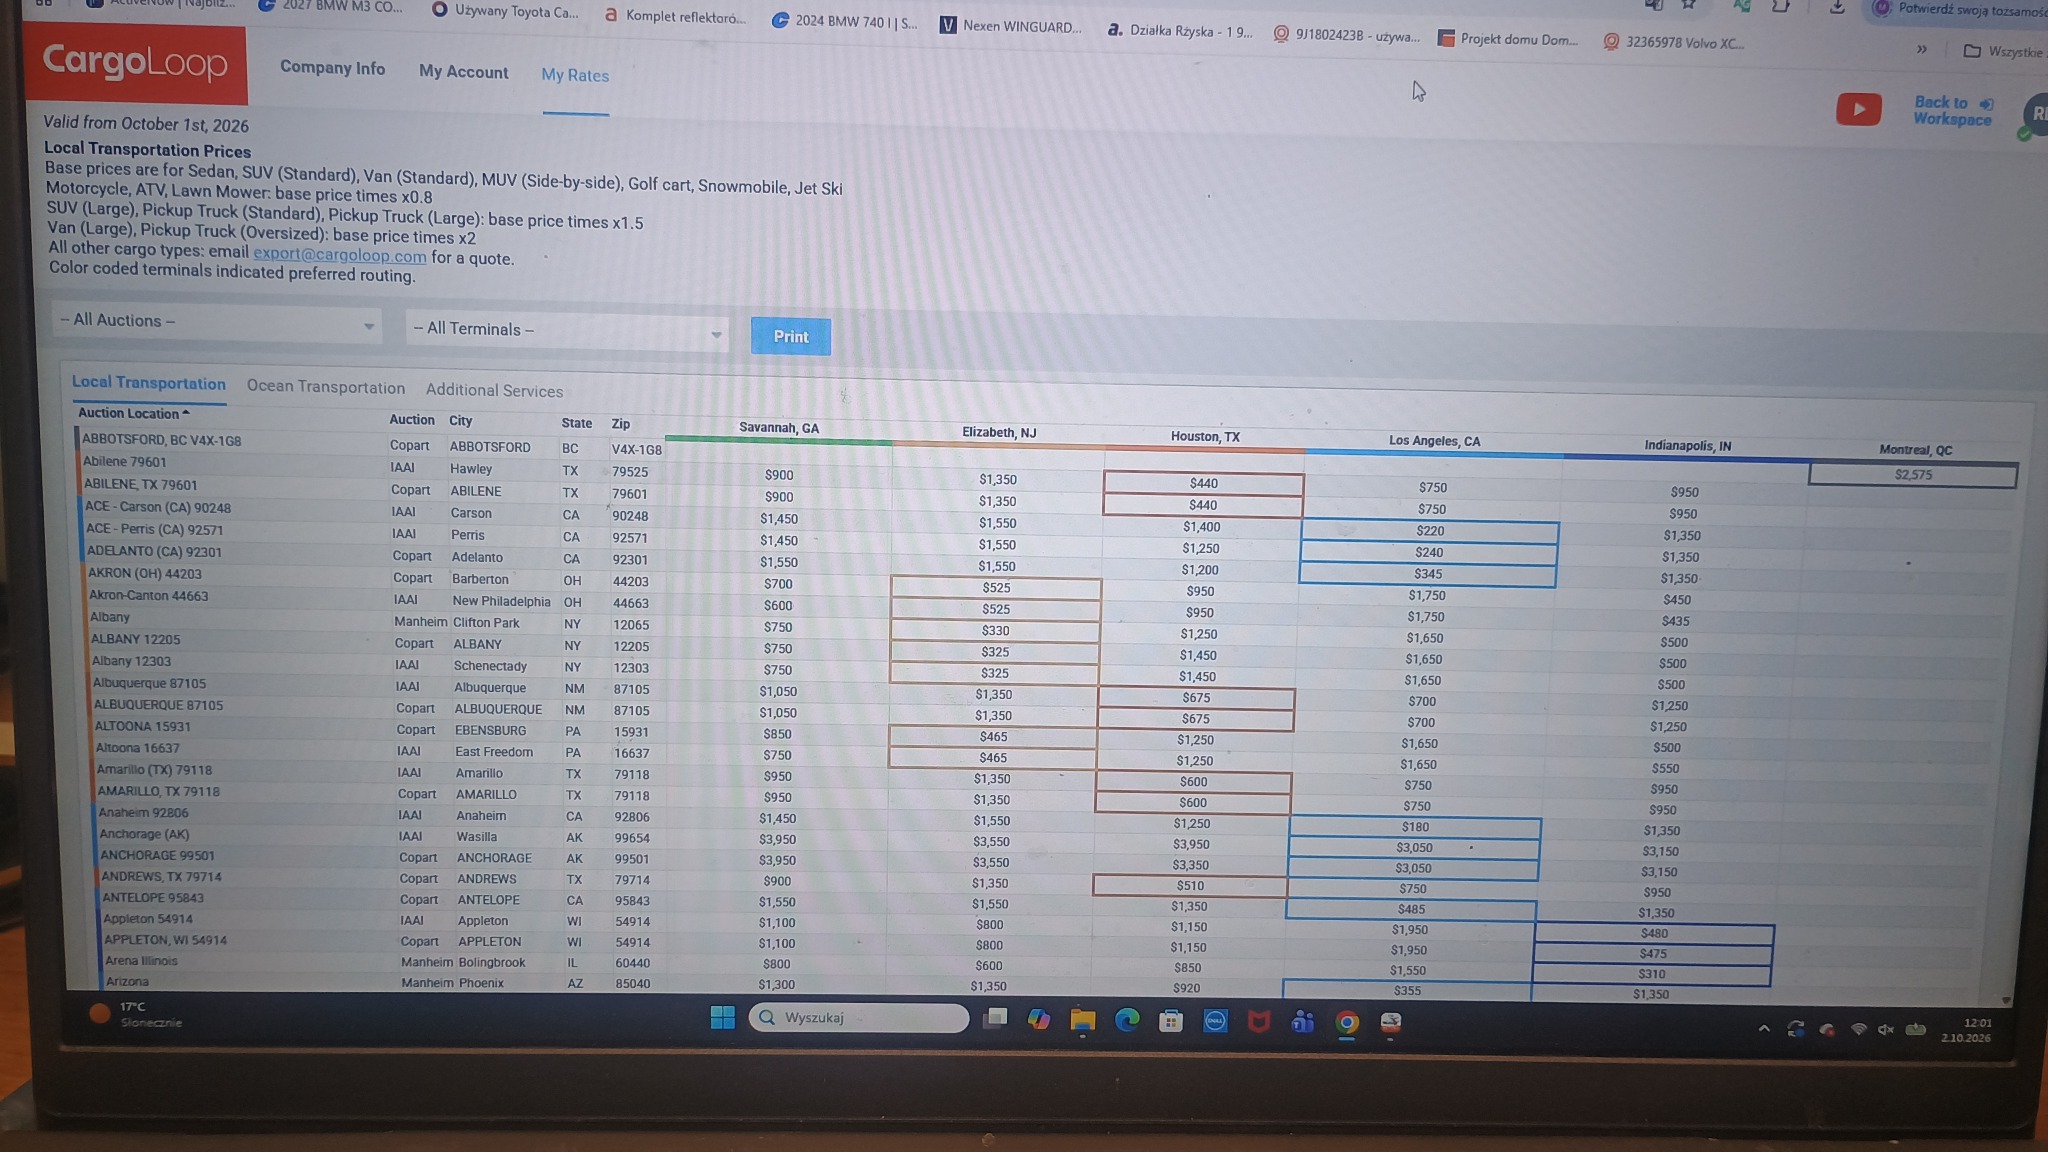 2027 BMW M3 CO...
Używany Toyota Ca...
Komplet reflektoró...
2024 BMW 740 I | S...
Nexen WINGUARD...
Działka Rżyska - 1 9...
9J1802423B - używa...
Projekt domu Dom...
32365978 Volvo XC...
Potwierdź swoją tożsamość
Wszystkie
CargoLoop
Company Info My Account My Rates
Back to Workspace
Valid from October 1st, 2026
Local Transportation Prices
Base prices are for Sedan, SUV (Standard), Van (Standard), MUV (Side-by-side), Golf cart, Snowmobile, Jet Ski
Motorcycle, ATV, Lawn Mower: base price times x0.8
SUV (Large), Pickup Truck (Standard), Pickup Truck (Large): base price times x1.5
Van (Large), Pickup Truck (Oversized): base price times x2
All other cargo types: email export@cargoloop.com for a quote.
Color coded terminals indicated preferred routing.
-- All Auctions -- -- All Terminals -- Print
Local Transportation Ocean Transportation Additional Services
Auction Location Auction City State Zip Savannah, GA Elizabeth, NJ Houston, TX Los Angeles, CA Indianapolis, IN Montreal, QC
ABBOTSFORD, BC V4X-1G8 Copart ABBOTSFORD BC V4X-1G8 $2,575
Abilene 79601 IAAI Hawley TX 79525 $900 $1,350 $440 $750 $950
ABILENE, TX 79601 Copart ABILENE TX 79601 $900 $1,350 $440 $750 $950
ACE - Carson (CA) 90248 IAAI Carson CA 90248 $1,450 $1,550 $1,400 $220 $1,350
ACE - Perris (CA) 92571 IAAI Perris CA 92571 $1,450 $1,550 $1,250 $240 $1,350
ADELANTO (CA) 92301 Copart Adelanto CA 92301 $1,550 $1,550 $1,200 $345 $1,350
AKRON (OH) 44203 Copart Barberton OH 44203 $700 $525 $950 $1,750 $450
Akron-Canton 44663 IAAI New Philadelphia OH 44663 $600 $525 $950 $1,750 $435
Albany Manheim Clifton Park NY 12065 $750 $330 $1,250 $1,650 $500
ALBANY 12205 Copart ALBANY NY 12205 $750 $325 $1,450 $1,650 $500
Albany 12303 IAAI Schenectady NY 12303 $750 $325 $1,450 $1,650 $500
Albuquerque 87105 IAAI Albuquerque NM 87105 $1,050 $1,350 $675 $700 $1,250
ALBUQUERQUE 87105 Copart ALBUQUERQUE NM 87105 $1,050 $1,350 $675 $700 $1,250
ALTOONA 15931 Copart EBENSBURG PA 15931 $850 $465 $1,250 $1,650 $500
Altoona 16637 IAAI East Freedom PA 16637 $750 $465 $1,250 $1,650 $550
Amarillo (TX) 79118 IAAI Amarillo TX 79118 $950 $1,350 $600 $750 $950
AMARILLO, TX 79118 Copart AMARILLO TX 79118 $950 $1,350 $600 $750 $950
Anaheim 92806 IAAI Anaheim CA 92806 $1,450 $1,550 $1,250 $180 $1,350
Anchorage (AK) IAAI Wasilla AK 99654 $3,950 $3,550 $3,950 $3,050 $3,150
ANCHORAGE 99501 Copart ANCHORAGE AK 99501 $3,950 $3,550 $3,350 $3,050 $3,150
ANDREWS, TX 79714 Copart ANDREWS TX 79714 $900 $1,350 $510 $750 $950
ANTELOPE 95843 Copart ANTELOPE CA 95843 $1,550 $1,550 $1,350 $485 $1,350
Appleton 54914 IAAI Appleton WI 54914 $1,100 $800 $1,150 $1,950 $480
APPLETON, WI 54914 Copart APPLETON WI 54914 $1,100 $800 $1,150 $1,950 $475
Arena Illinois Manheim Bolingbrook IL 60440 $800 $600 $850 $1,550 $310
Arizona Manheim Phoenix AZ 85040 $1,300 $1,350 $920 $355 $1,350
17°C
Słonecznie
Wyszukaj
12:01
2.10.2026